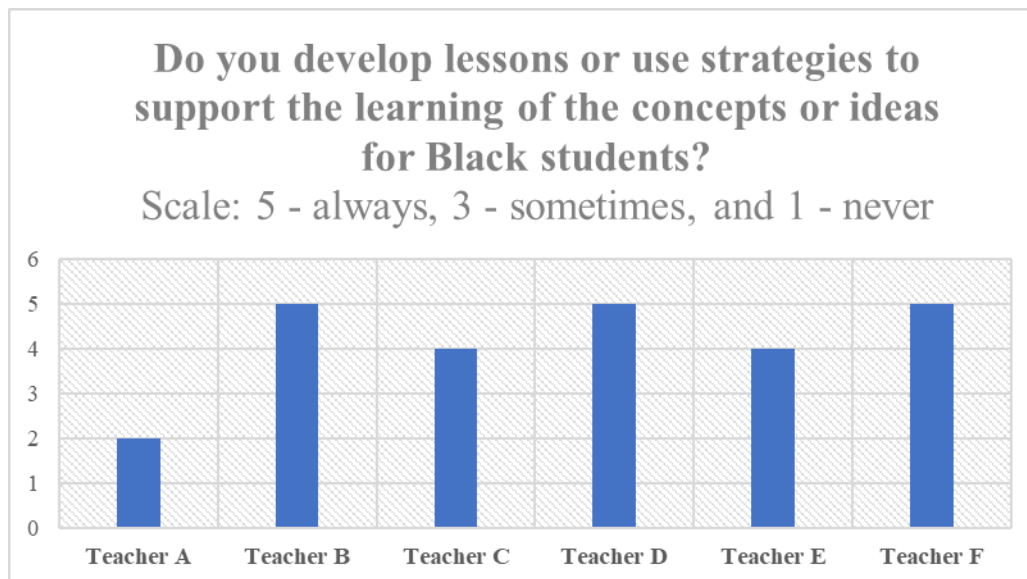 Do you develop lessons or use strategies to
support the learning of the concepts or ideas
for Black students?
Scale: 5 - always, 3 - sometimes, and 1 - never
6
5
4
3
2
1
0
Teacher A Teacher B Teacher C Teacher D Teacher E Teacher F